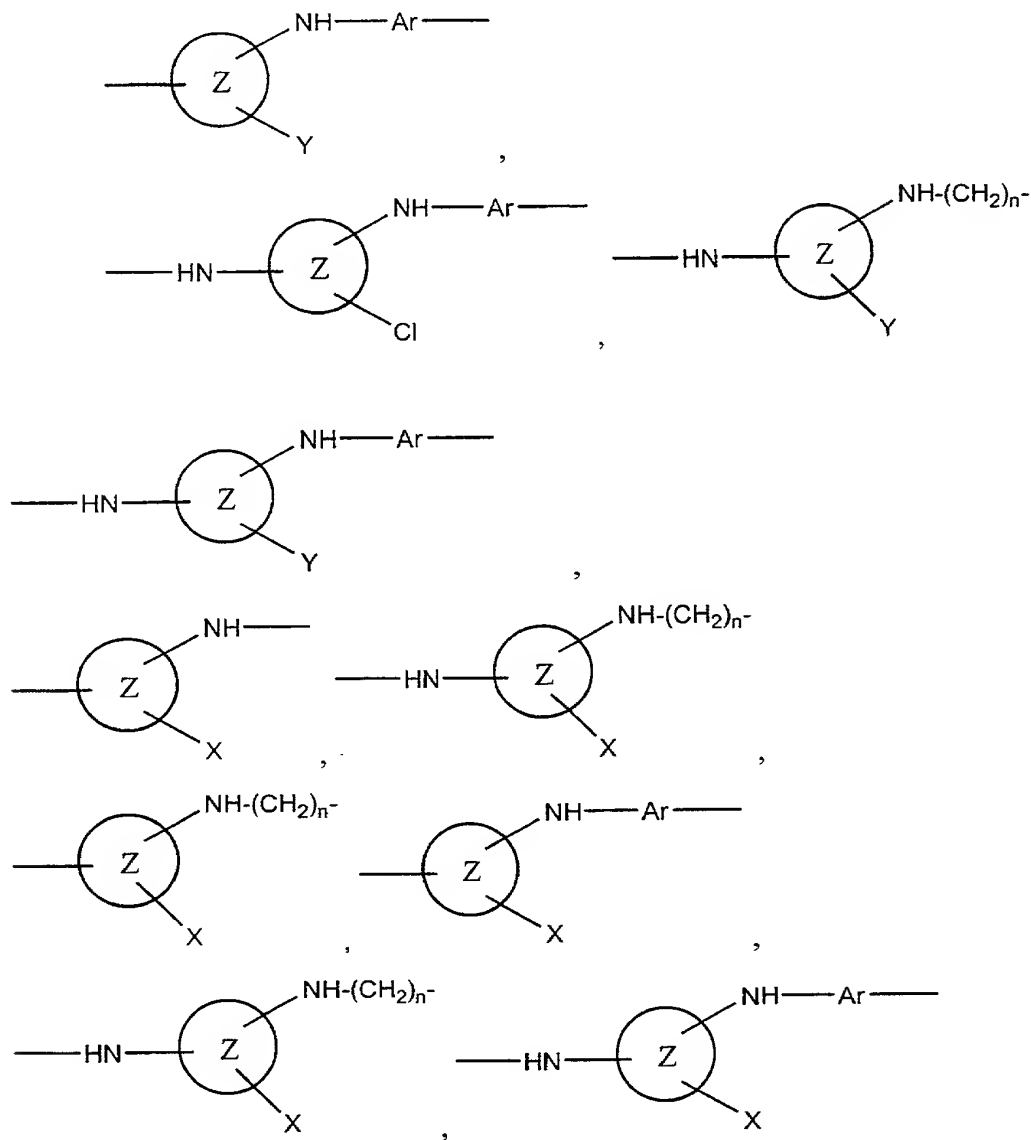 NH Ar
Z
Y
,
NH Ar
HN Z
Cl
,
NH-(CH2)n-
HN Z
Y
NH Ar
HN Z
Y
,
NH
Z
X
,
NH-(CH2)n-
HN Z
X
,
NH-(CH2)n-
Z
X
,
NH Ar
Z
X
,
NH-(CH2)n-
HN Z
X
,
NH Ar
HN Z
X